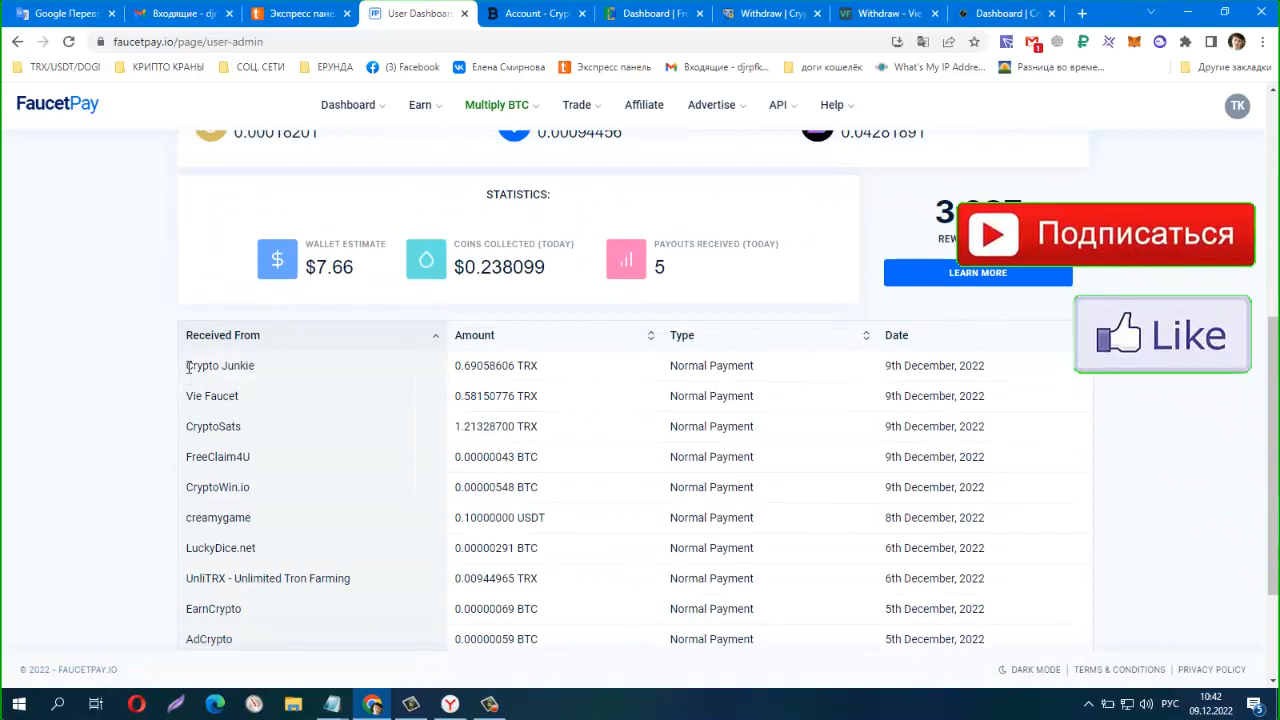 Google Перево
Входящие - djr
Экспресс пане
User Dashboar
Account - Cryp
Dashboard | Fr
Withdraw | Cry
Withdraw - Vie
Dashboard | Cr
faucetpay.io/page/user-admin
TRX/USDT/DOGI
КРИПТО КРАНЫ
СОЦ. СЕТИ
ЕРУНДА
(3) Facebook
Елена Смирнова
Экспресс панель
Входящие - djrpfk...
доги кошелёк
What's My IP Addre...
Разница во време...
Другие закладки
FaucetPay
Dashboard
Earn
Multiply BTC
Trade
Affiliate
Advertise
API
Help
TK
0.00018201
0.00094456
0.04281891
STATISTICS:
WALLET ESTIMATE
$7.66
COINS COLLECTED (TODAY)
$0.238099
PAYOUTS RECEIVED (TODAY)
5
LEARN MORE
Подписаться
Like
Received From Amount Type Date
Crypto Junkie 0.69058606 TRX Normal Payment 9th December, 2022
Vie Faucet 0.58150776 TRX Normal Payment 9th December, 2022
CryptoSats 1.21328700 TRX Normal Payment 9th December, 2022
FreeClaim4U 0.00000043 BTC Normal Payment 9th December, 2022
CryptoWin.io 0.00000548 BTC Normal Payment 9th December, 2022
creamygame 0.10000000 USDT Normal Payment 8th December, 2022
LuckyDice.net 0.00000291 BTC Normal Payment 6th December, 2022
UnliTRX - Unlimited Tron Farming 0.00944965 TRX Normal Payment 6th December, 2022
EarnCrypto 0.00000069 BTC Normal Payment 5th December, 2022
AdCrypto 0.00000059 BTC Normal Payment 5th December, 2022
© 2022 - FAUCETPAY.IO
DARK MODE | TERMS & CONDITIONS | PRIVACY POLICY
РУС
10:42
09.12.2022